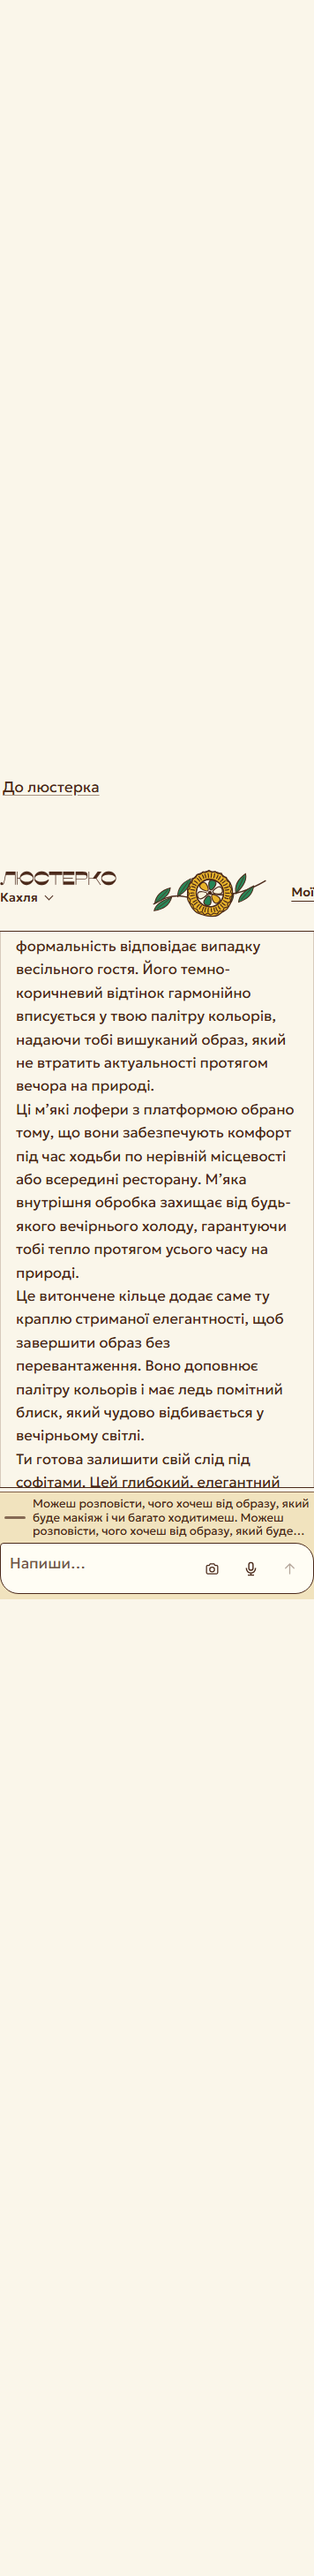 До люстерка
ЛЮСТЕРКО
Кахля
Мої
формальність відповідає випадку
весільного гостя. Його темно-
коричневий відтінок гармонійно
вписується у твою палітру кольорів,
надаючи тобі вишуканий образ, який
не втратить актуальності протягом
вечора на природі.
Ці м’які лофери з платформою обрано
тому, що вони забезпечують комфорт
під час ходьби по нерівній місцевості
або всередині ресторану. М’яка
внутрішня обробка захищає від будь-
якого вечірнього холоду, гарантуючи
тобі тепло протягом усього часу на
природі.
Це витончене кільце додає саме ту
краплю стриманої елегантності, щоб
завершити образ без
перевантаження. Воно доповнює
палітру кольорів і має ледь помітний
блиск, який чудово відбивається у
вечірньому світлі.
Ти готова залишити свій слід під
софітами. Цей глибокий, елегантний
Можеш розповісти, чого хочеш від образу, який
буде макіяж і чи багато ходитимеш. Можеш
розповісти, чого хочеш від образу, який буде…
Напиши…